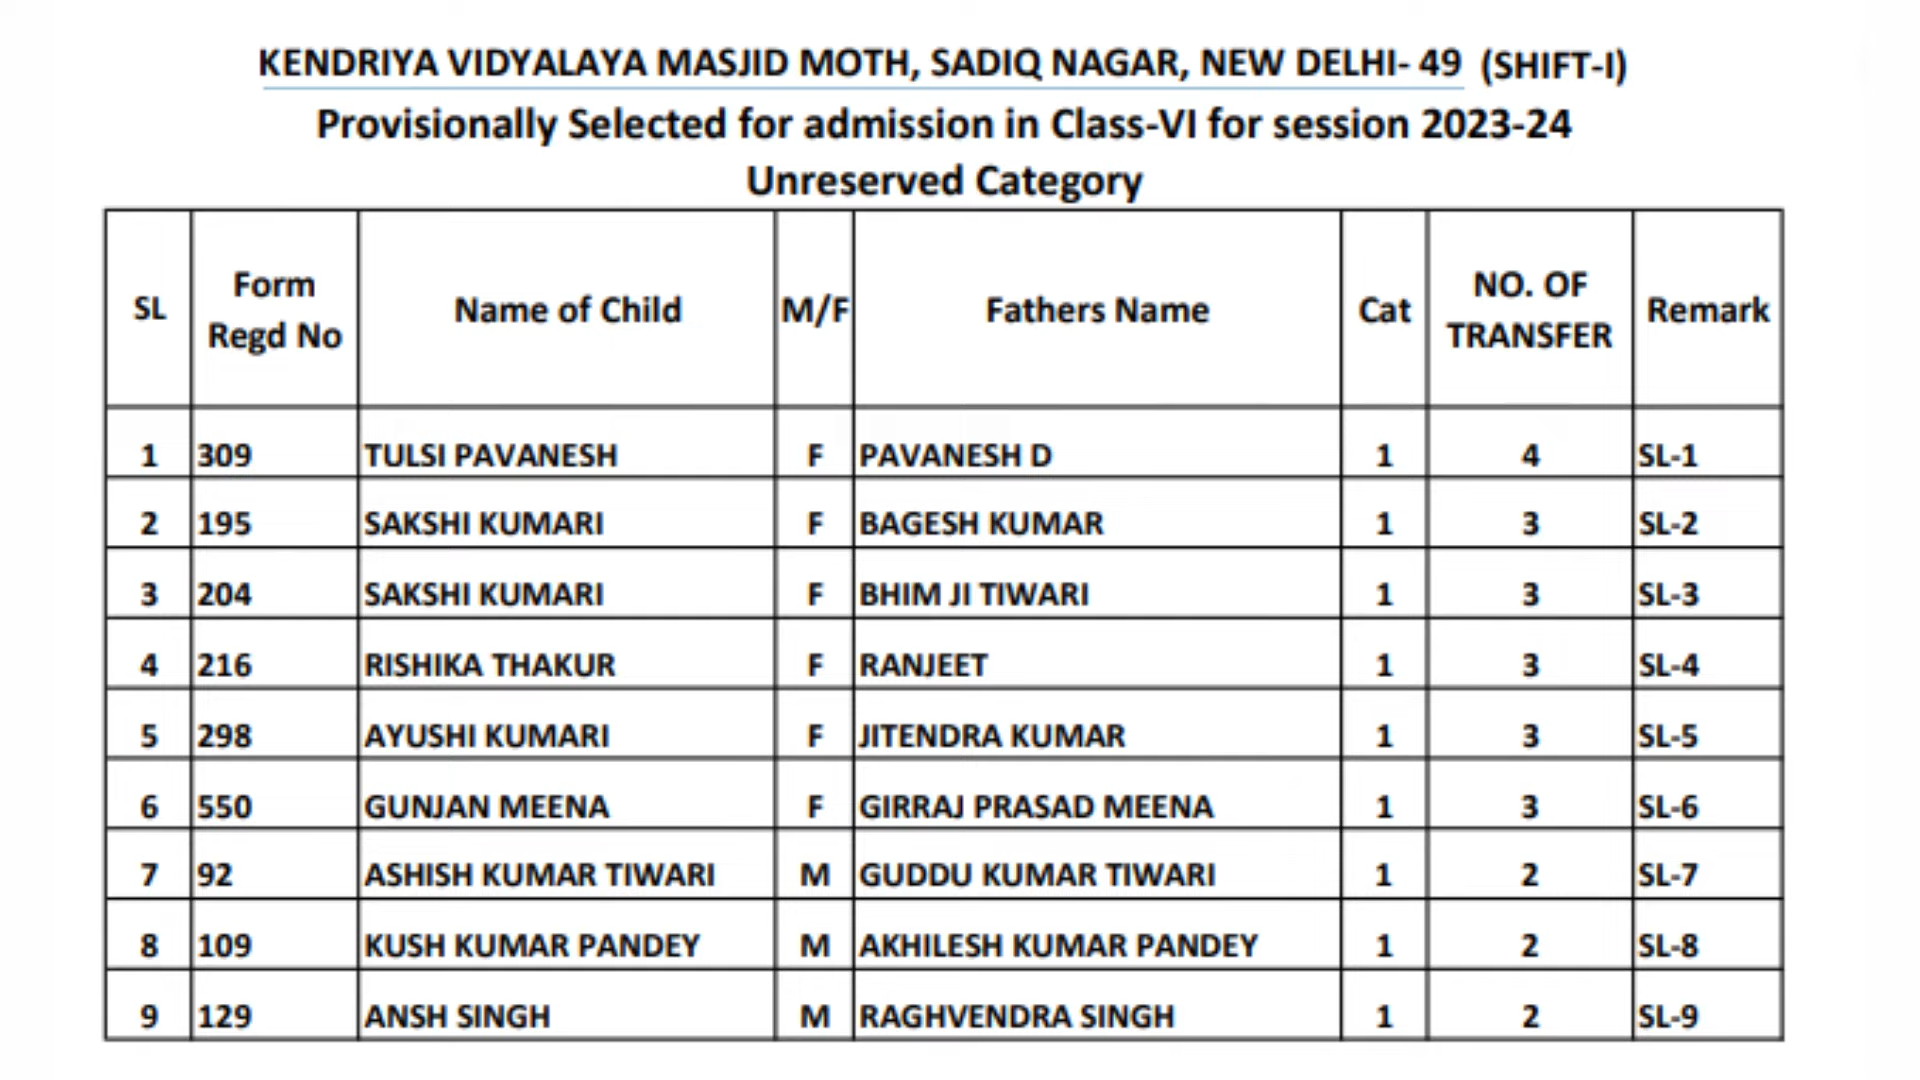 KENDRIYA VIDYALAYA MASJID MOTH, SADIQ NAGAR, NEW DELHI- 49 (SHIFT-I)
Provisionally Selected for admission in Class-VI for session 2023-24
Unreserved Category
SL Form Regd No Name of Child M/F Fathers Name Cat NO. OF TRANSFER Remark
1 309 TULSI PAVANESH F PAVANESH D 1 4 SL-1
2 195 SAKSHI KUMARI F BAGESH KUMAR 1 3 SL-2
3 204 SAKSHI KUMARI F BHIM JI TIWARI 1 3 SL-3
4 216 RISHIKA THAKUR F RANJEET 1 3 SL-4
5 298 AYUSHI KUMARI F JITENDRA KUMAR 1 3 SL-5
6 550 GUNJAN MEENA F GIRRAJ PRASAD MEENA 1 3 SL-6
7 92 ASHISH KUMAR TIWARI M GUDDU KUMAR TIWARI 1 2 SL-7
8 109 KUSH KUMAR PANDEY M AKHILESH KUMAR PANDEY 1 2 SL-8
9 129 ANSH SINGH M RAGHVENDRA SINGH 1 2 SL-9